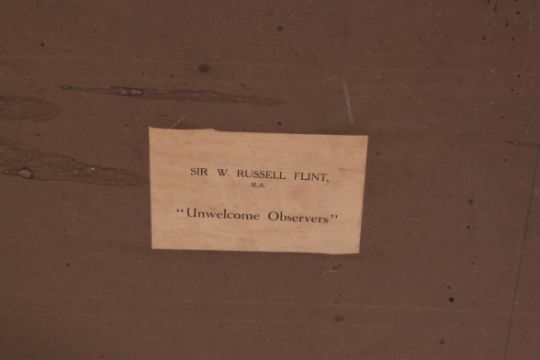 SIR W. RUSSELL FLINT,
R.A.
"Unwelcome Observers"